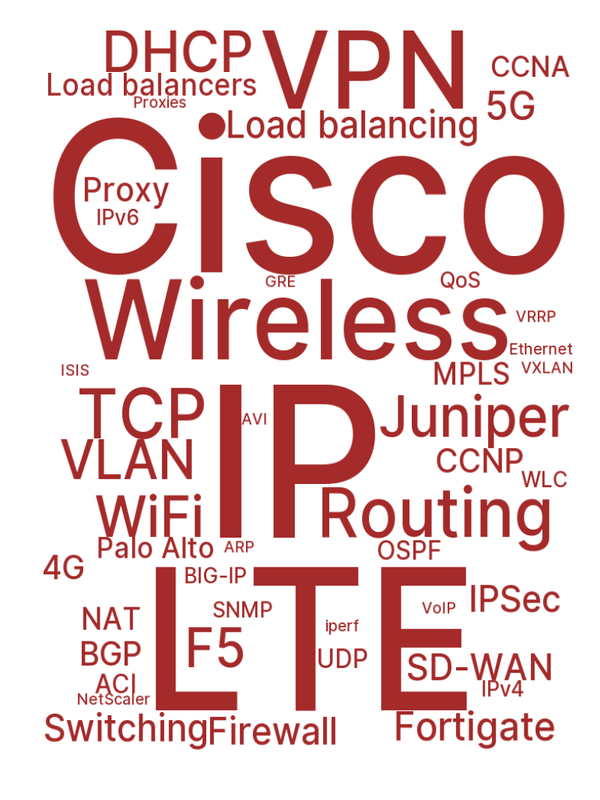 DHCP
VPN
CCNA
Load balancers
Proxies
5G
Load balancing
Cisco
Proxy
IPv6
GRE
QoS
Wireless
VRRP
Ethernet
ISIS
MPLS
VXLAN
TCP
IP
AVI
Juniper
VLAN
CCNP
WLC
WiFi
Routing
Palo Alto
ARP
OSPF
4G
BIG-IP
LTE
NAT
SNMP
VoIP
IPSec
iperf
BGP
F5
UDP
SD-WAN
ACI
IPv4
NetScaler
Switching
Firewall
Fortigate